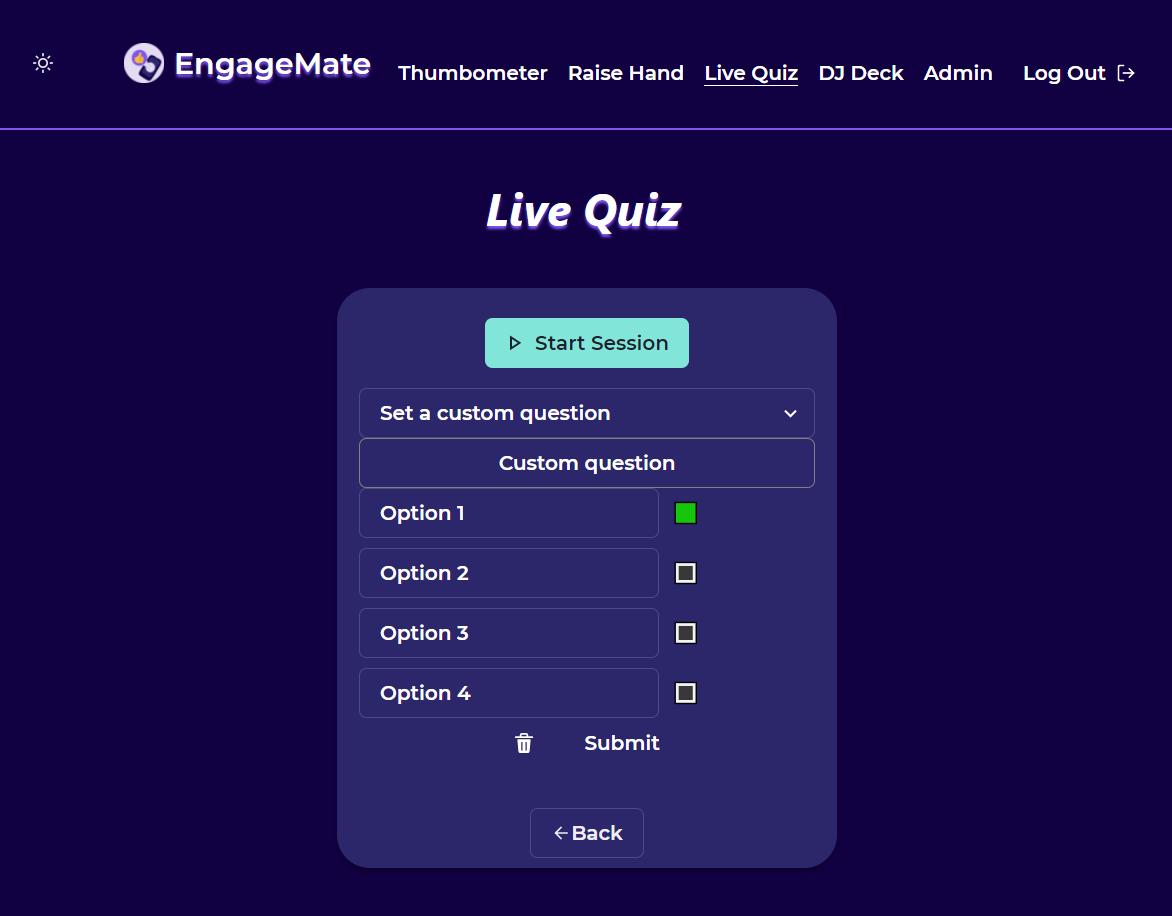 EngageMate Thumbometer Raise Hand Live Quiz DJ Deck Admin Log Out
Live Quiz
Start Session
Set a custom question
Custom question
Option 1
Option 2
Option 3
Option 4
Submit
Back